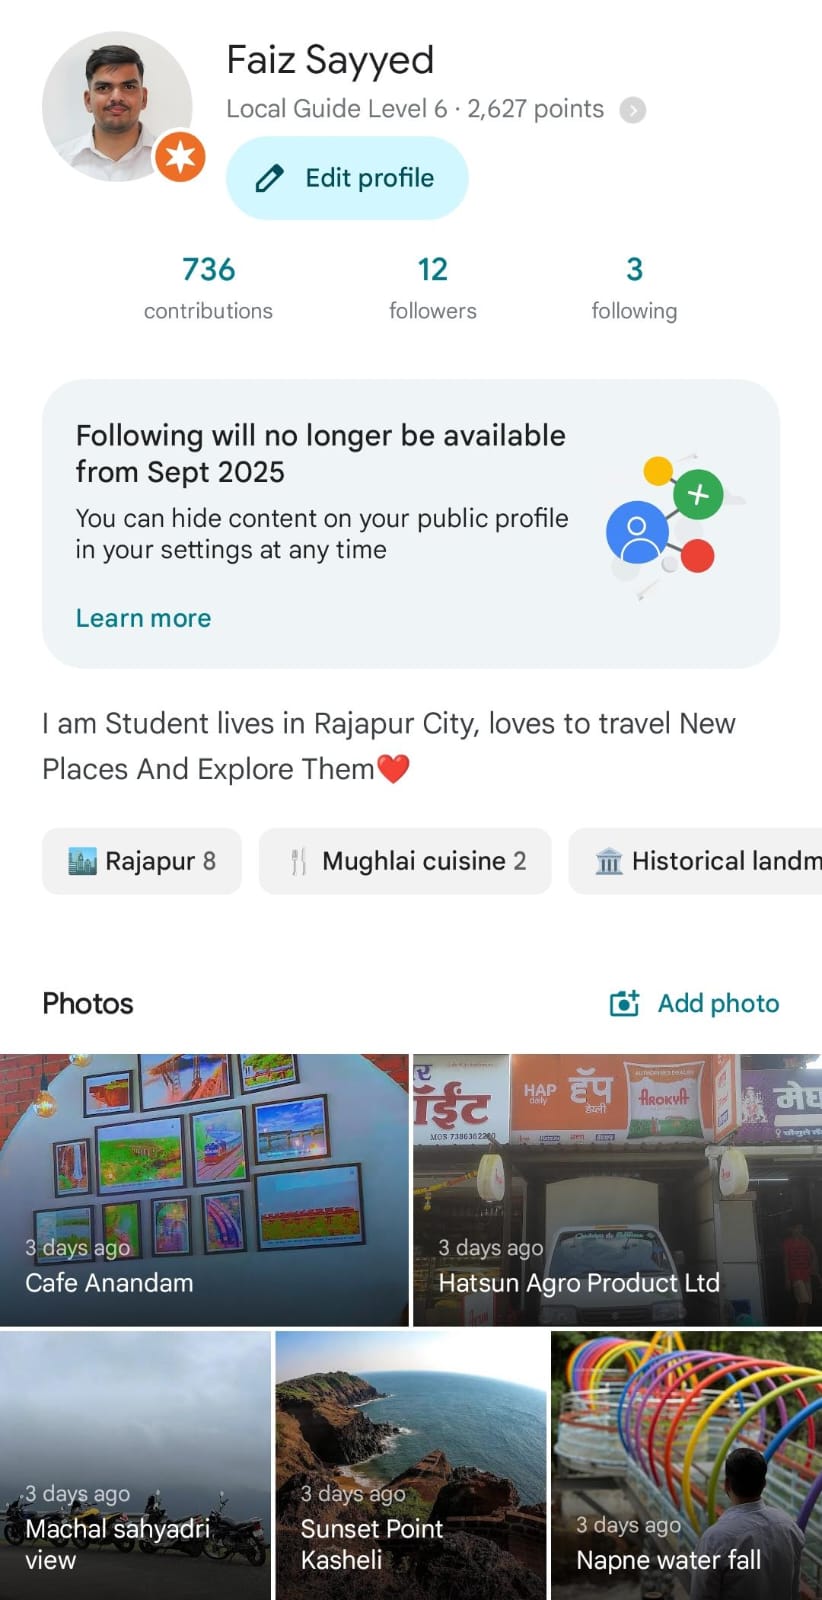 Faiz Sayyed
Local Guide Level 6 · 2,627 points
Edit profile
736
contributions
12
followers
3
following
Following will no longer be available
from Sept 2025
You can hide content on your public profile
in your settings at any time
Learn more
I am Student lives in Rajapur City, loves to travel New
Places And Explore Them❤️
Rajapur 8
Mughlai cuisine 2
Historical landm
Photos
Add photo
3 days ago
Cafe Anandam
ॉईंट
HAP
daily
हॅप
डेली
AROKYA
मेघ
3 days ago
Hatsun Agro Product Ltd
3 days ago
Machal sahyadri
view
3 days ago
Sunset Point
Kasheli
3 days ago
Napne water fall